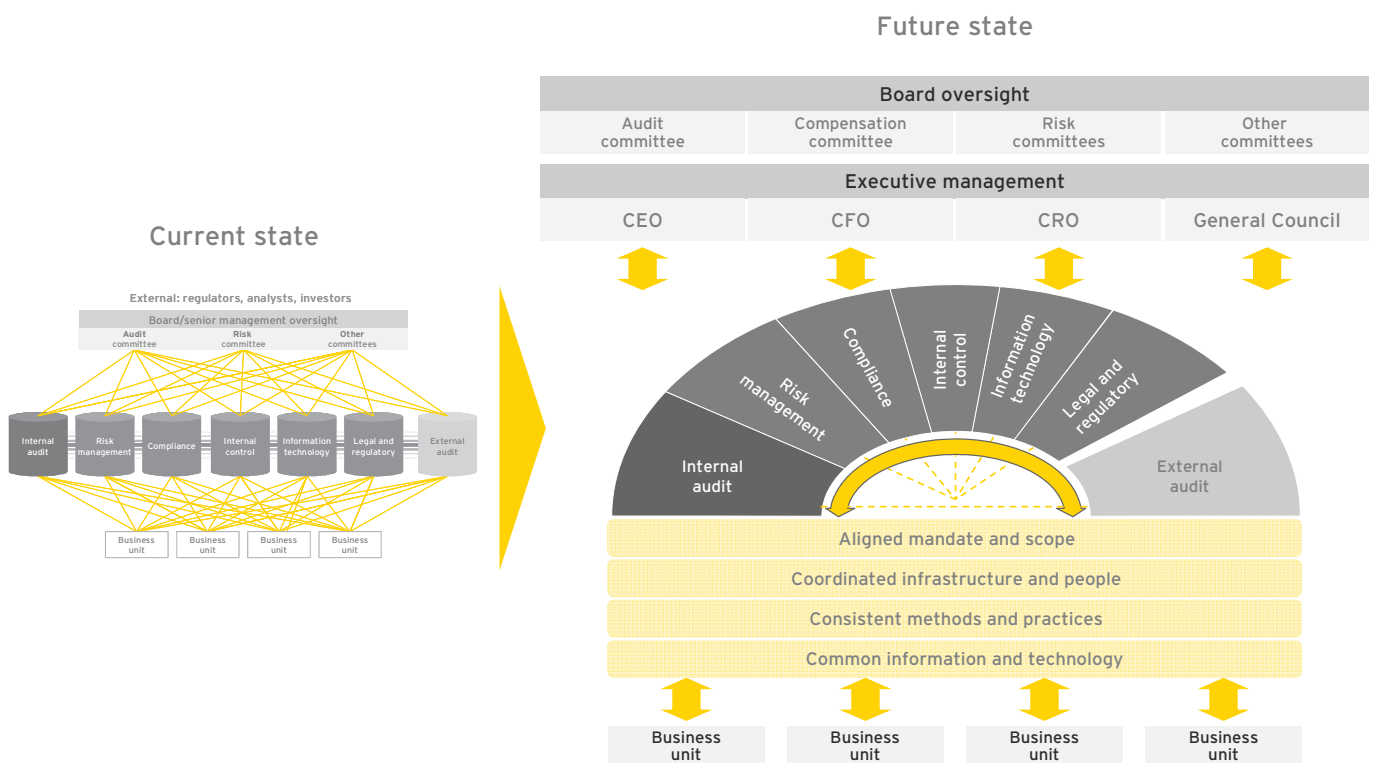 Future state
Board oversight
Audit
committee
Compensation
committee
Risk
committees
Other
committees
Executive management
CEO
CFO
CRO
General Council
Current state
External: regulators, analysts, investors
Board/senior management oversight
Audit
committee
Risk
committee
Other
committees
Internal
audit
Risk
management
Compliance
Internal
control
Information
technology
Legal and
regulatory
External
audit
Business
unit
Business
unit
Business
unit
Business
unit
Internal
audit
Risk
management
Compliance
Internal
control
Information
technology
Legal and
regulatory
External
audit
Aligned mandate and scope
Coordinated infrastructure and people
Consistent methods and practices
Common information and technology
Business
unit
Business
unit
Business
unit
Business
unit